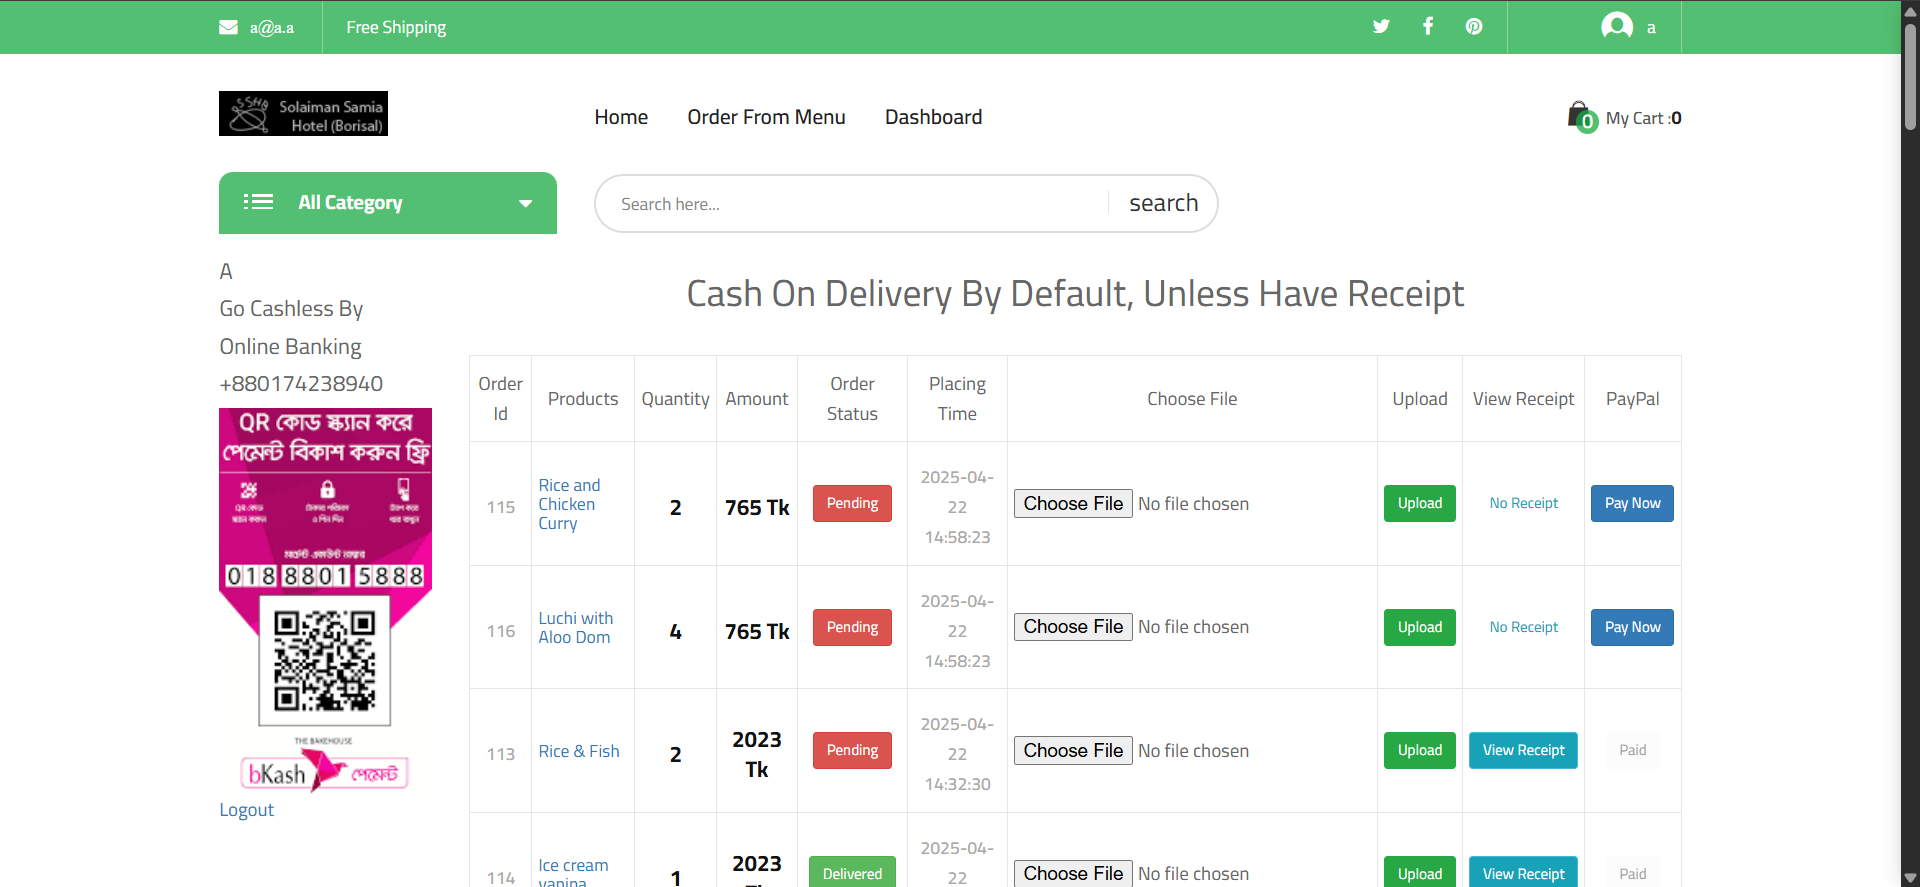 a@a.a
Free Shipping
a
SSHB
Solaiman Samia
Hotel (Borisal)
Home
Order From Menu
Dashboard
0
My Cart :0
All Category
Search here...
search
A
Go Cashless By
Online Banking
+880174238940
QR কোড স্ক্যান করে
পেমেন্ট বিকাশ করুন ফ্রি
মার্চেন্ট একাউন্ট নাম্বার
01888015888
THE BAKEHOUSE
bKash পেমেন্ট
Logout
Cash On Delivery By Default, Unless Have Receipt
Order Id Products Quantity Amount Order Status Placing Time Choose File Upload View Receipt PayPal
115 Rice and Chicken Curry 2 765 Tk Pending 2025-04-22 14:58:23 Choose File No file chosen Upload No Receipt Pay Now
116 Luchi with Aloo Dom 4 765 Tk Pending 2025-04-22 14:58:23 Choose File No file chosen Upload No Receipt Pay Now
113 Rice & Fish 2 2023 Tk Pending 2025-04-22 14:32:30 Choose File No file chosen Upload View Receipt Paid
114 Ice cream vanina 1 2023 Delivered 2025-04-22 Choose File No file chosen Upload View Receipt Paid